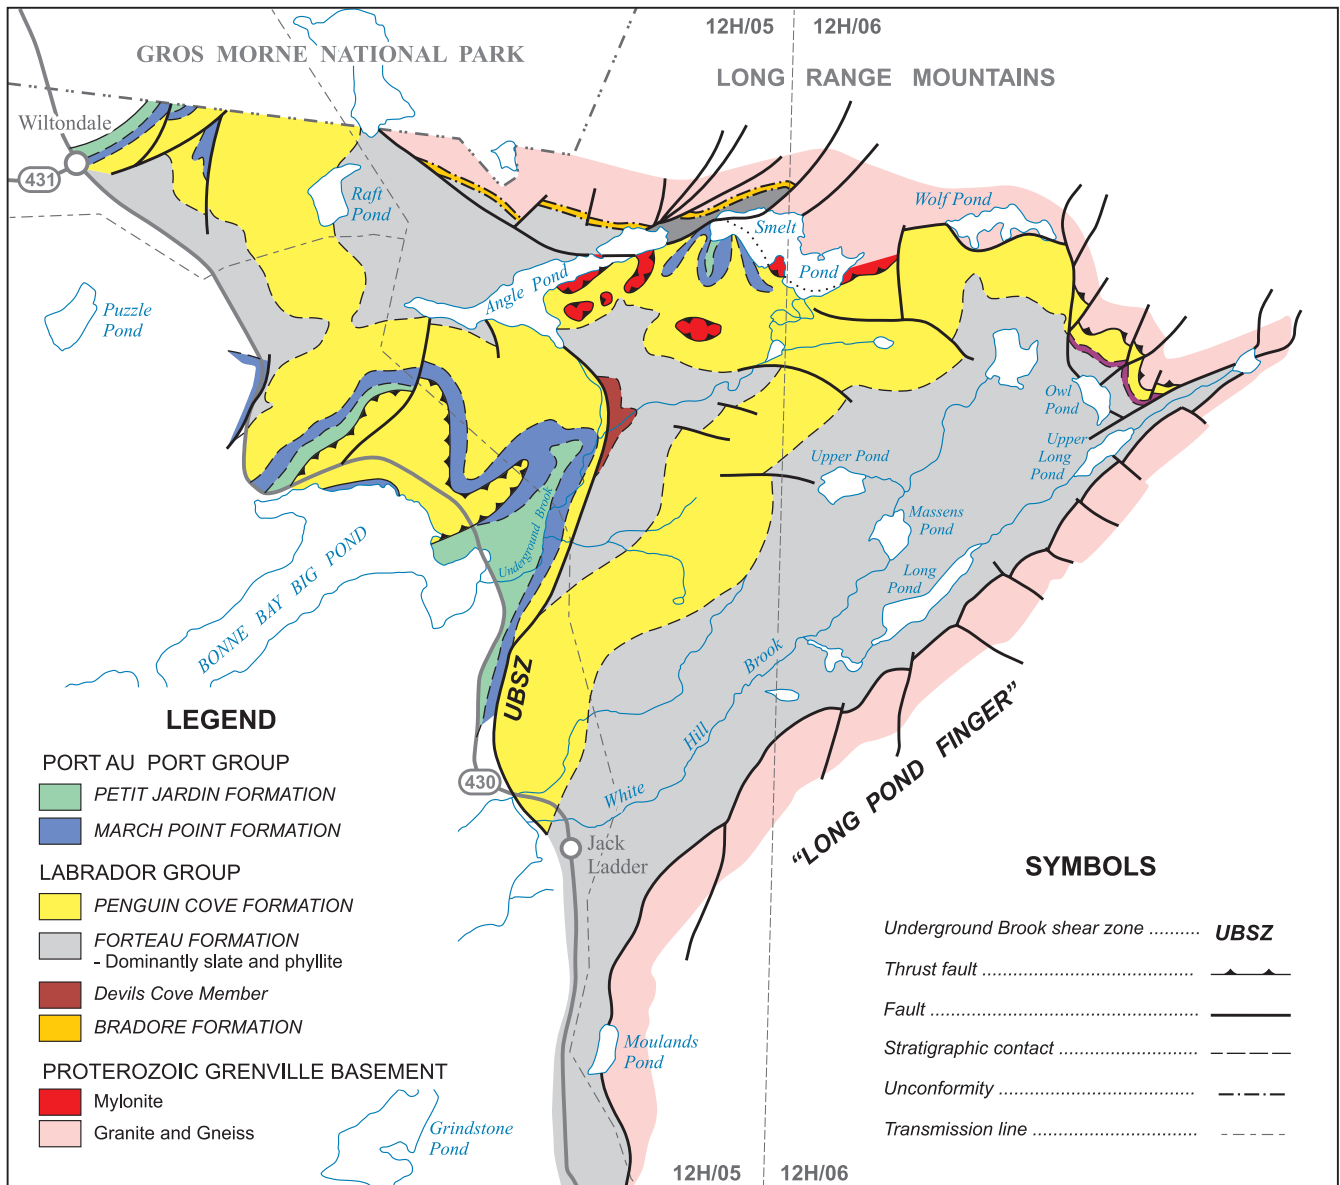 12H/05
12H/06
GROS MORNE NATIONAL PARK
LONG RANGE MOUNTAINS
Wiltondale
431
Raft
Pond
Wolf Pond
Smelt
Pond
Angle Pond
Puzzle
Pond
Owl
Pond
Upper
Long
Pond
Upper Pond
Massens
Pond
Long
Pond
Underground Brook
BONNE BAY BIG POND
UBSZ
White
Hill
Brook
"LONG POND FINGER"
430
Jack
Ladder
Moulands
Pond
Grindstone
Pond
12H/05
12H/06
LEGEND
PORT AU PORT GROUP
PETIT JARDIN FORMATION
MARCH POINT FORMATION
LABRADOR GROUP
PENGUIN COVE FORMATION
FORTEAU FORMATION
- Dominantly slate and phyllite
Devils Cove Member
BRADORE FORMATION
PROTEROZOIC GRENVILLE BASEMENT
Mylonite
Granite and Gneiss
SYMBOLS
Underground Brook shear zone .......... UBSZ
Thrust fault
Fault
Stratigraphic contact
Unconformity
Transmission line